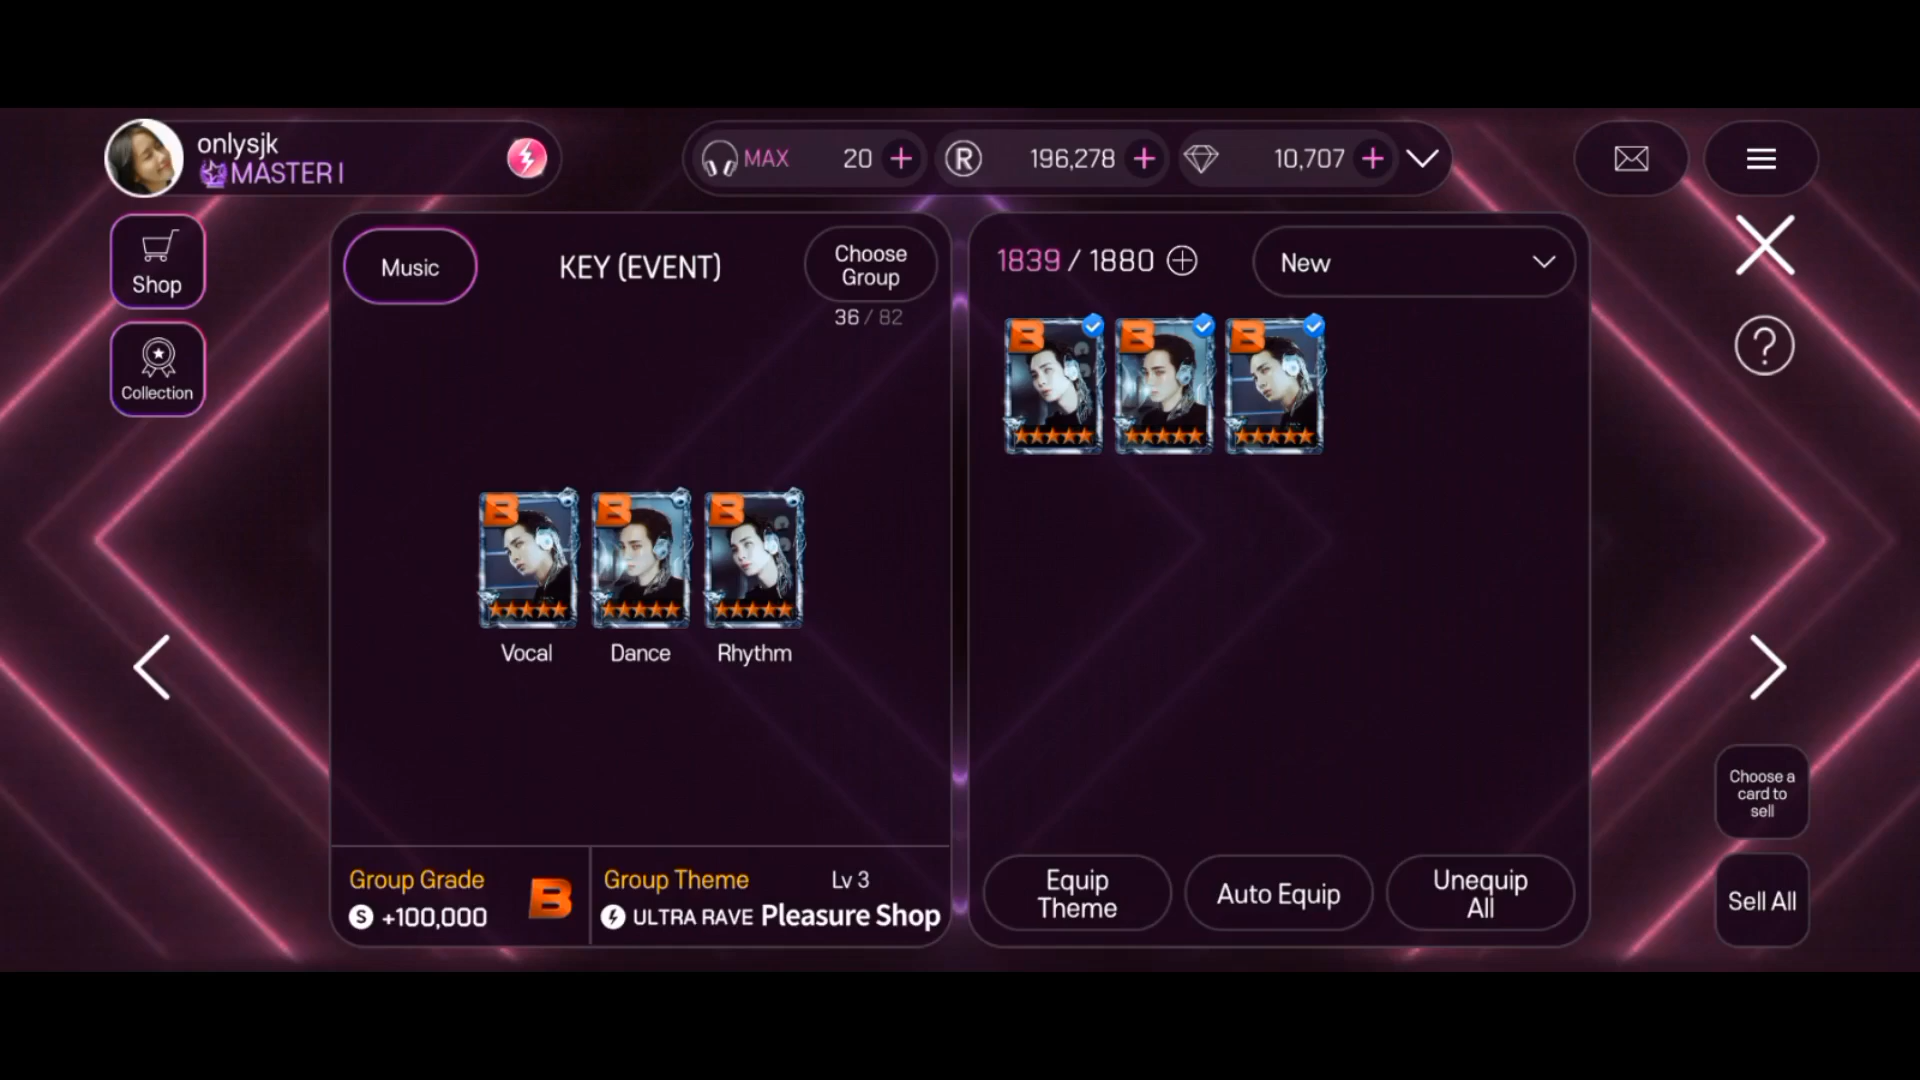 onlysjk
MASTER I
MAX 20
R 196,278
10,707
Shop
Collection
Music
KEY (EVENT)
Choose
Group
36 / 82
B
B
B
Vocal
Dance
Rhythm
Group Grade
S +100,000
B
Group Theme Lv 3
ULTRA RAVE Pleasure Shop
1839 / 1880
New
B
B
B
Equip
Theme
Auto Equip
Unequip
All
?
Choose a
card to
sell
Sell All